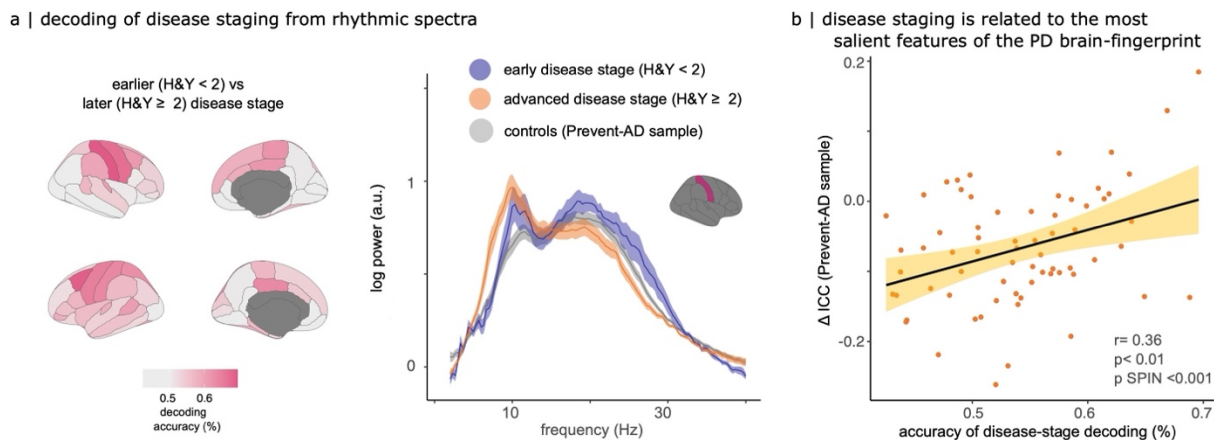 a | decoding of disease staging from rhythmic spectra
earlier (H&Y < 2) vs
later (H&Y ≥ 2) disease stage
0.5 0.6
decoding
accuracy (%)
early disease stage (H&Y < 2)
advanced disease stage (H&Y ≥ 2)
controls (Prevent-AD sample)
log power (a.u.)
1
0
10 30
frequency (Hz)
b | disease staging is related to the most
salient features of the PD brain-fingerprint
Δ ICC (Prevent-AD sample)
0.2
0.0
-0.2
r= 0.36
p< 0.01
p SPIN <0.001
0.5 0.6 0.7
accuracy of disease-stage decoding (%)